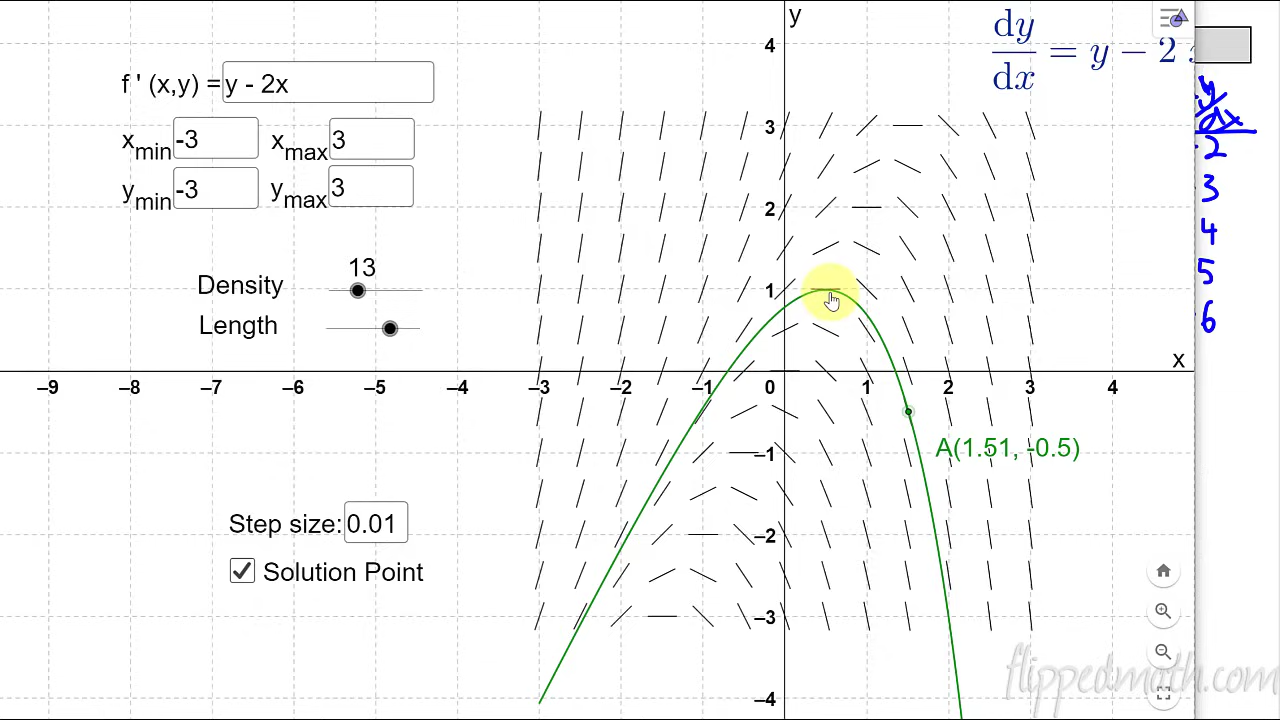 y
dy/dx = y − 2
f ' (x,y) = y - 2x
xmin -3 xmax 3
ymin -3 ymax 3
13
Density
Length
Step size: 0.01
Solution Point
4
3
2
1
–9 –8 –7 –6 –5 –4 –3 –2 –1 0 1 2 3 4
x
–1
–2
–3
–4
A(1.51, -0.5)
dx
2
3
4
5
6
flippedmath.com